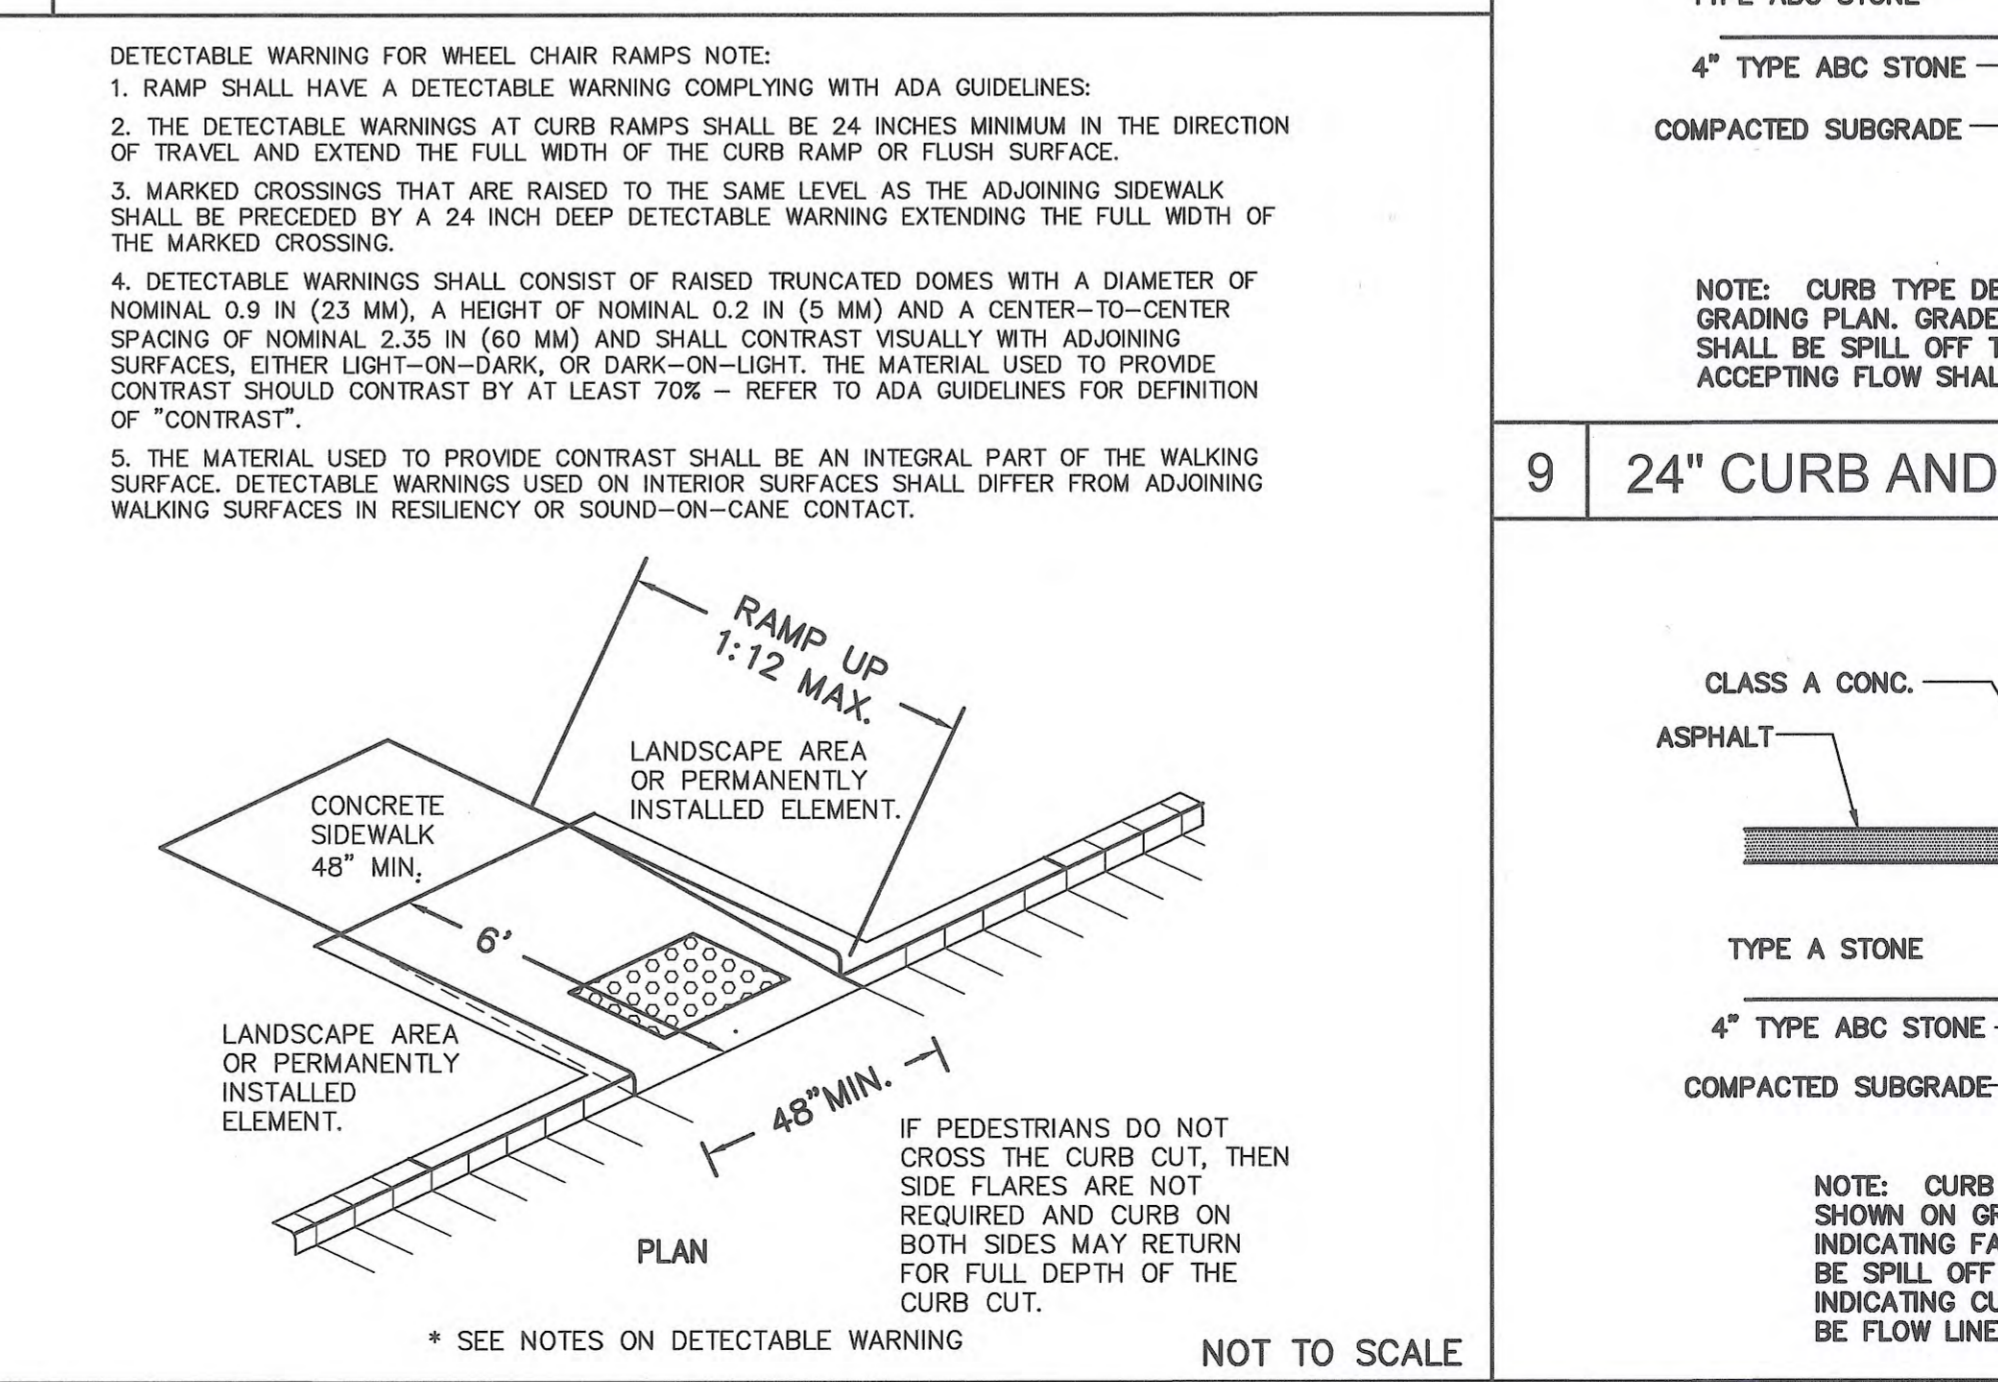 DETECTABLE WARNING FOR WHEEL CHAIR RAMPS NOTE:
1. RAMP SHALL HAVE A DETECTABLE WARNING COMPLYING WITH ADA GUIDELINES:
2. THE DETECTABLE WARNINGS AT CURB RAMPS SHALL BE 24 INCHES MINIMUM IN THE DIRECTION
OF TRAVEL AND EXTEND THE FULL WIDTH OF THE CURB RAMP OR FLUSH SURFACE.
3. MARKED CROSSINGS THAT ARE RAISED TO THE SAME LEVEL AS THE ADJOINING SIDEWALK
SHALL BE PRECEDED BY A 24 INCH DEEP DETECTABLE WARNING EXTENDING THE FULL WIDTH OF
THE MARKED CROSSING.
4. DETECTABLE WARNINGS SHALL CONSIST OF RAISED TRUNCATED DOMES WITH A DIAMETER OF
NOMINAL 0.9 IN (23 MM), A HEIGHT OF NOMINAL 0.2 IN (5 MM) AND A CENTER-TO-CENTER
SPACING OF NOMINAL 2.35 IN (60 MM) AND SHALL CONTRAST VISUALLY WITH ADJOINING
SURFACES, EITHER LIGHT-ON-DARK, OR DARK-ON-LIGHT. THE MATERIAL USED TO PROVIDE
CONTRAST SHOULD CONTRAST BY AT LEAST 70% – REFER TO ADA GUIDELINES FOR DEFINITION
OF "CONTRAST".
5. THE MATERIAL USED TO PROVIDE CONTRAST SHALL BE AN INTEGRAL PART OF THE WALKING
SURFACE. DETECTABLE WARNINGS USED ON INTERIOR SURFACES SHALL DIFFER FROM ADJOINING
WALKING SURFACES IN RESILIENCY OR SOUND-ON-CANE CONTACT.
RAMP UP
1:12 MAX.
LANDSCAPE AREA
OR PERMANENTLY
INSTALLED ELEMENT.
CONCRETE
SIDEWALK
48" MIN.
6'
LANDSCAPE AREA
OR PERMANENTLY
INSTALLED
ELEMENT.
48"MIN.
IF PEDESTRIANS DO NOT
CROSS THE CURB CUT, THEN
SIDE FLARES ARE NOT
REQUIRED AND CURB ON
BOTH SIDES MAY RETURN
FOR FULL DEPTH OF THE
CURB CUT.
PLAN
* SEE NOTES ON DETECTABLE WARNING
NOT TO SCALE
4" TYPE ABC STONE
COMPACTED SUBGRADE
NOTE: CURB TYPE DE
GRADING PLAN. GRADE
SHALL BE SPILL OFF T
ACCEPTING FLOW SHAL
9 24" CURB AND
CLASS A CONC.
ASPHALT
TYPE A STONE
4" TYPE ABC STONE
COMPACTED SUBGRADE
NOTE: CURB
SHOWN ON GR
INDICATING FA
BE SPILL OFF
INDICATING CU
BE FLOW LINE